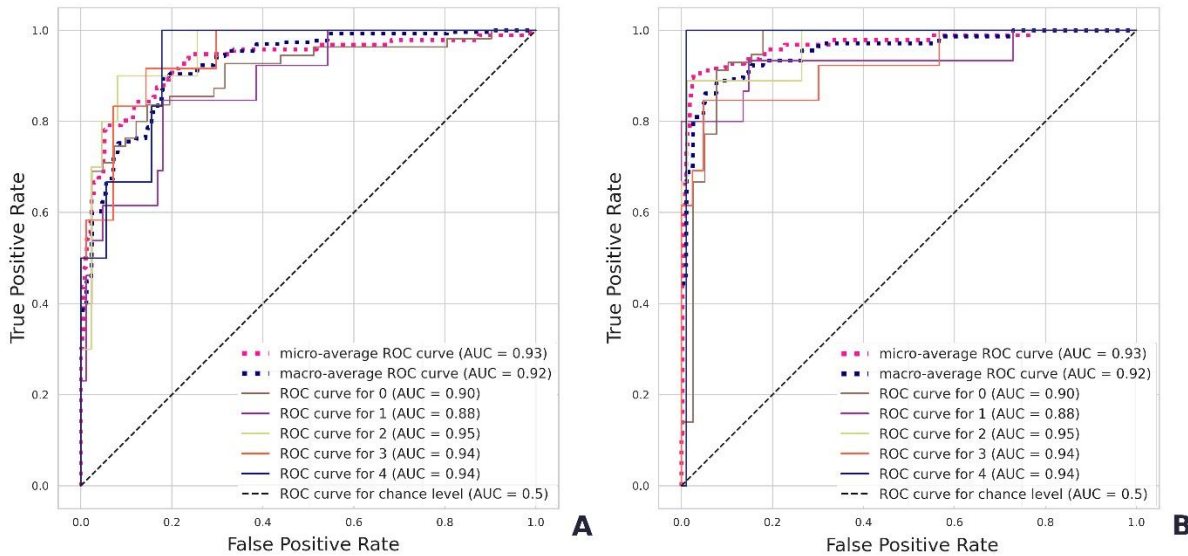 1.0
0.8
0.6
0.4
0.2
0.0
True Positive Rate
micro-average ROC curve (AUC = 0.93)
macro-average ROC curve (AUC = 0.92)
ROC curve for 0 (AUC = 0.90)
ROC curve for 1 (AUC = 0.88)
ROC curve for 2 (AUC = 0.95)
ROC curve for 3 (AUC = 0.94)
ROC curve for 4 (AUC = 0.94)
ROC curve for chance level (AUC = 0.5)
0.0 0.2 0.4 0.6 0.8 1.0
False Positive Rate
A
1.0
0.8
0.6
0.4
0.2
0.0
True Positive Rate
micro-average ROC curve (AUC = 0.93)
macro-average ROC curve (AUC = 0.92)
ROC curve for 0 (AUC = 0.90)
ROC curve for 1 (AUC = 0.88)
ROC curve for 2 (AUC = 0.95)
ROC curve for 3 (AUC = 0.94)
ROC curve for 4 (AUC = 0.94)
ROC curve for chance level (AUC = 0.5)
0.0 0.2 0.4 0.6 0.8 1.0
False Positive Rate
B